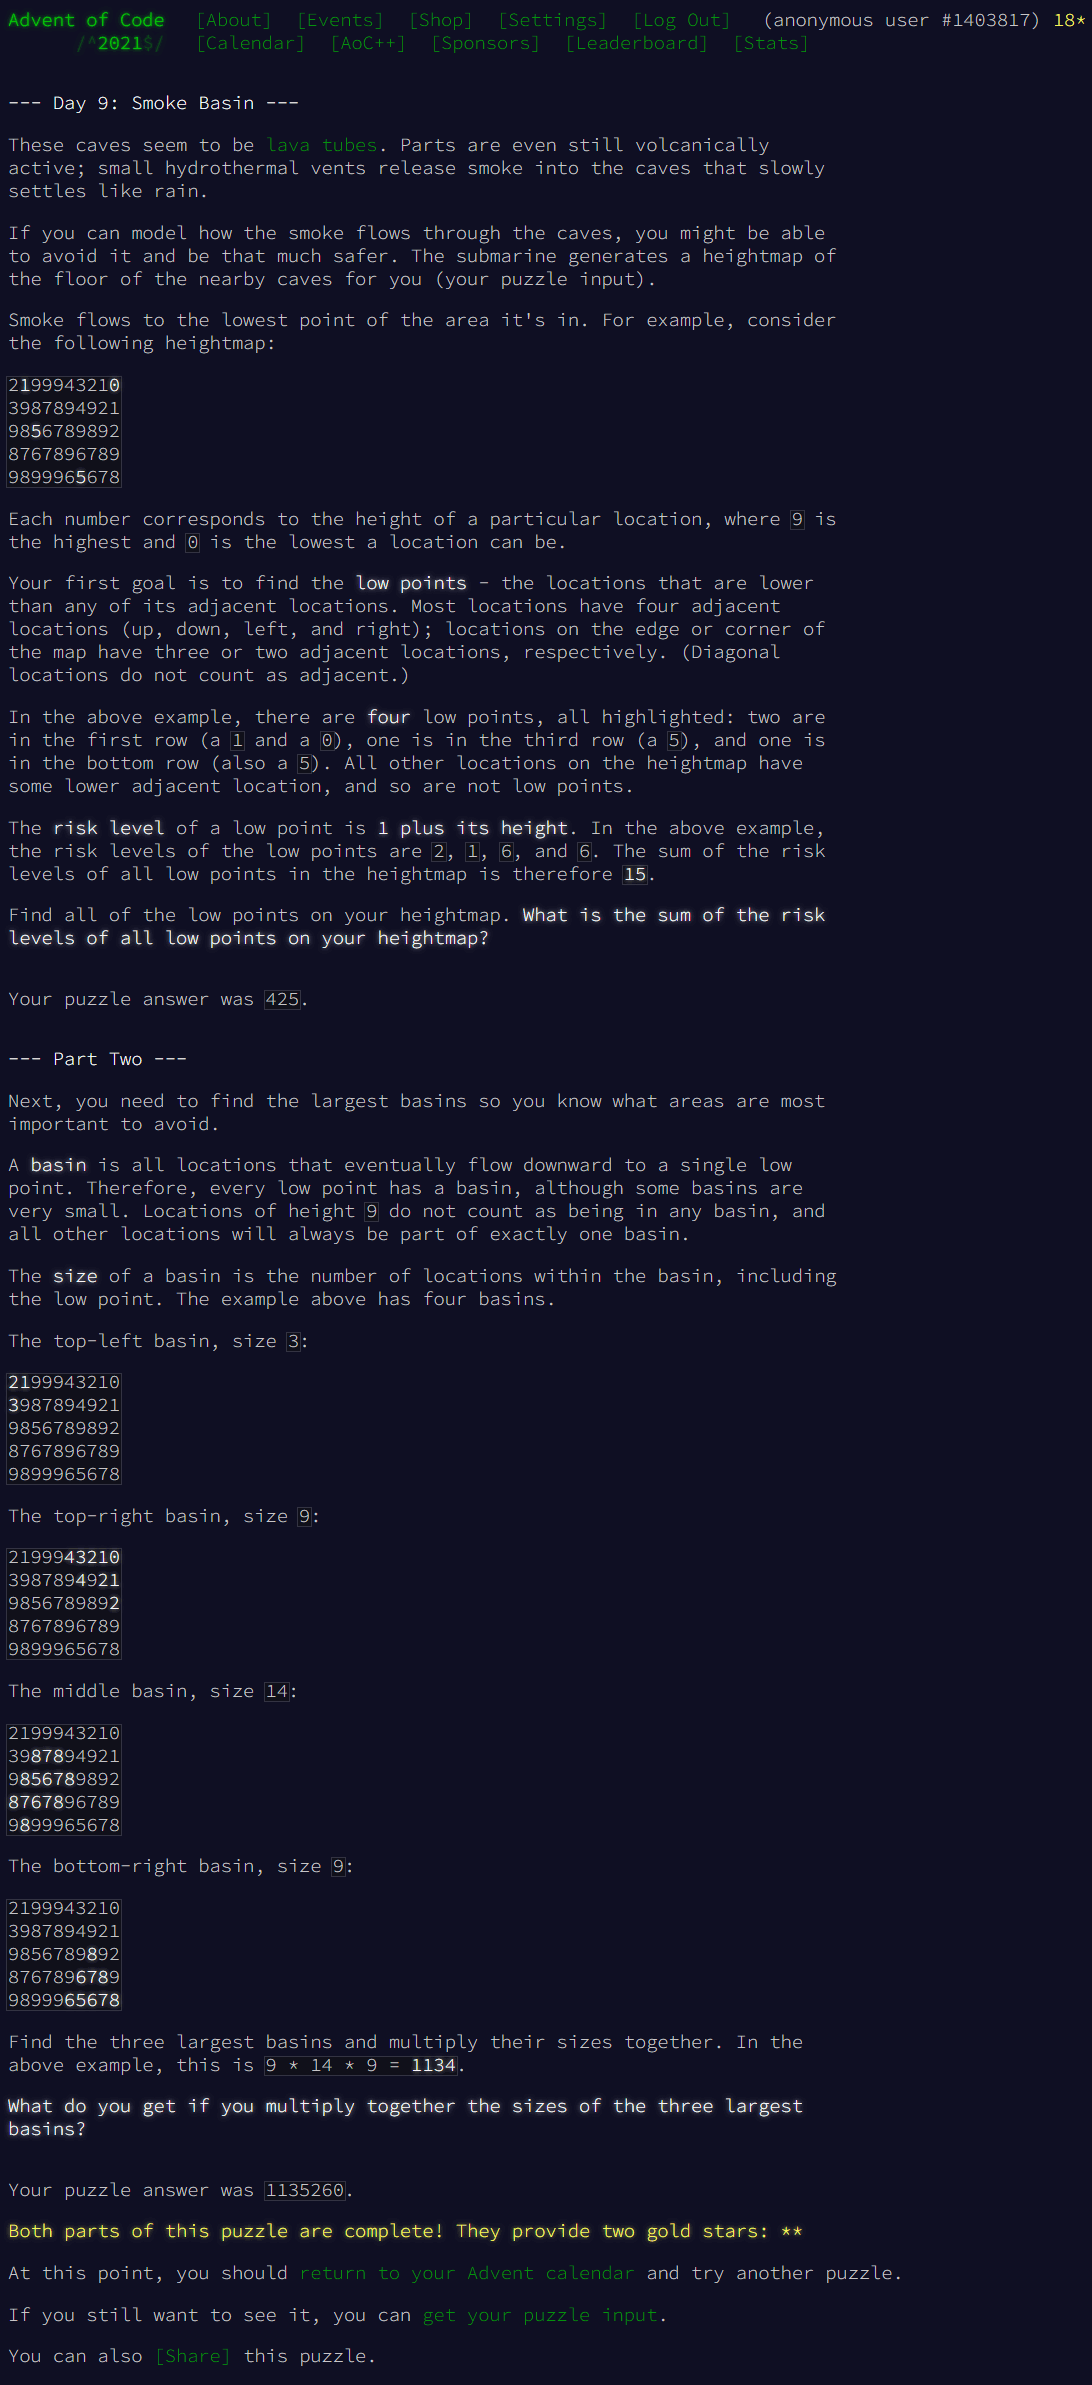 Advent of Code [About] [Events] [Shop] [Settings] [Log Out] (anonymous user #1403817) 18*
/^2021$/ [Calendar] [AoC++] [Sponsors] [Leaderboard] [Stats]
--- Day 9: Smoke Basin ---
These caves seem to be lava tubes. Parts are even still volcanically
active; small hydrothermal vents release smoke into the caves that slowly
settles like rain.
If you can model how the smoke flows through the caves, you might be able
to avoid it and be that much safer. The submarine generates a heightmap of
the floor of the nearby caves for you (your puzzle input).
Smoke flows to the lowest point of the area it's in. For example, consider
the following heightmap:
2199943210
3987894921
9856789892
8767896789
9899965678
Each number corresponds to the height of a particular location, where 9 is
the highest and 0 is the lowest a location can be.
Your first goal is to find the low points - the locations that are lower
than any of its adjacent locations. Most locations have four adjacent
locations (up, down, left, and right); locations on the edge or corner of
the map have three or two adjacent locations, respectively. (Diagonal
locations do not count as adjacent.)
In the above example, there are four low points, all highlighted: two are
in the first row (a 1 and a 0), one is in the third row (a 5), and one is
in the bottom row (also a 5). All other locations on the heightmap have
some lower adjacent location, and so are not low points.
The risk level of a low point is 1 plus its height. In the above example,
the risk levels of the low points are 2, 1, 6, and 6. The sum of the risk
levels of all low points in the heightmap is therefore 15.
Find all of the low points on your heightmap. What is the sum of the risk
levels of all low points on your heightmap?
Your puzzle answer was 425.
--- Part Two ---
Next, you need to find the largest basins so you know what areas are most
important to avoid.
A basin is all locations that eventually flow downward to a single low
point. Therefore, every low point has a basin, although some basins are
very small. Locations of height 9 do not count as being in any basin, and
all other locations will always be part of exactly one basin.
The size of a basin is the number of locations within the basin, including
the low point. The example above has four basins.
The top-left basin, size 3:
2199943210
3987894921
9856789892
8767896789
9899965678
The top-right basin, size 9:
2199943210
3987894921
9856789892
8767896789
9899965678
The middle basin, size 14:
2199943210
3987894921
9856789892
8767896789
9899965678
The bottom-right basin, size 9:
2199943210
3987894921
9856789892
8767896789
9899965678
Find the three largest basins and multiply their sizes together. In the
above example, this is 9 * 14 * 9 = 1134.
What do you get if you multiply together the sizes of the three largest
basins?
Your puzzle answer was 1135260.
Both parts of this puzzle are complete! They provide two gold stars: **
At this point, you should return to your Advent calendar and try another puzzle.
If you still want to see it, you can get your puzzle input.
You can also [Share] this puzzle.